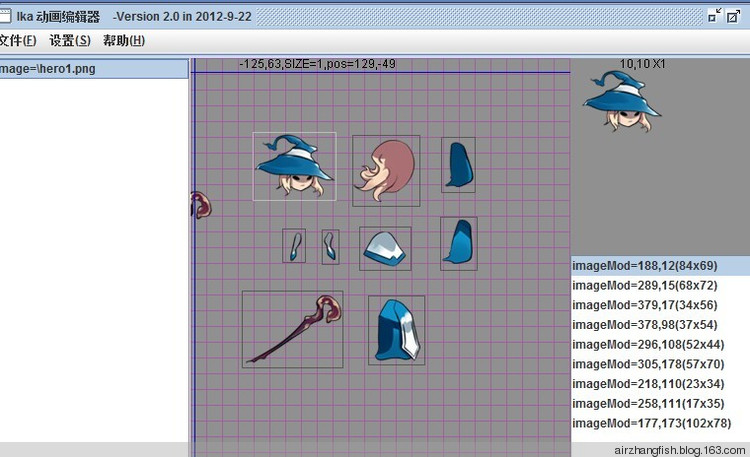 Ika 动画编辑器 -Version 2.0 in 2012-9-22
文件(F) 设置(S) 帮助(H)
mage=\hero1.png
-125,63,SIZE=1,pos=129,-49
10,10 X1
imageMod=188,12(84x69)
imageMod=289,15(68x72)
imageMod=379,17(34x56)
imageMod=378,98(37x54)
imageMod=296,108(52x44)
imageMod=305,178(57x70)
imageMod=218,110(23x34)
imageMod=258,111(17x35)
imageMod=177,173(102x78)
airzhangfish.blog.163.com